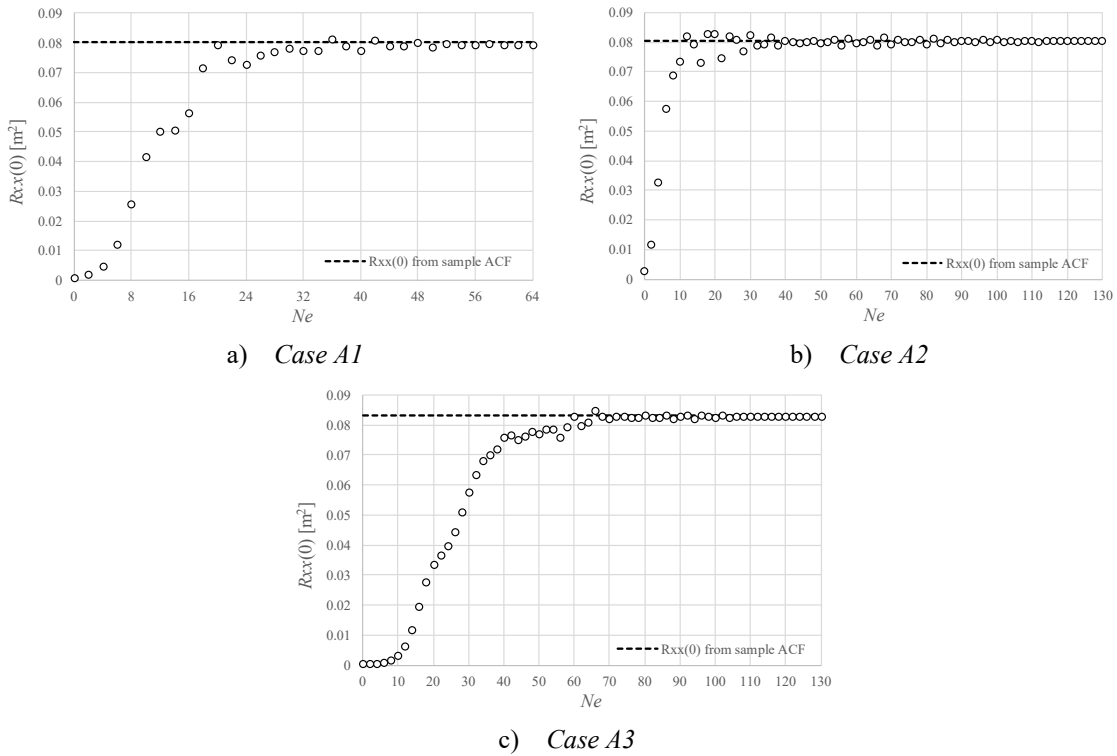 0.09
0.08
0.07
0.06
0.05
0.04
0.03
0.02
0.01
0
Rxx(0) [m²]
Rxx(0) from sample ACF
0 8 16 24 32 40 48 56 64
Ne
a) Case A1
0.09
0.08
0.07
0.06
0.05
0.04
0.03
0.02
0.01
0
Rxx(0) [m²]
Rxx(0) from sample ACF
0 10 20 30 40 50 60 70 80 90 100 110 120 130
Ne
b) Case A2
0.09
0.08
0.07
0.06
0.05
0.04
0.03
0.02
0.01
0
Rxx(0) [m²]
Rxx(0) from sample ACF
0 10 20 30 40 50 60 70 80 90 100 110 120 130
Ne
c) Case A3